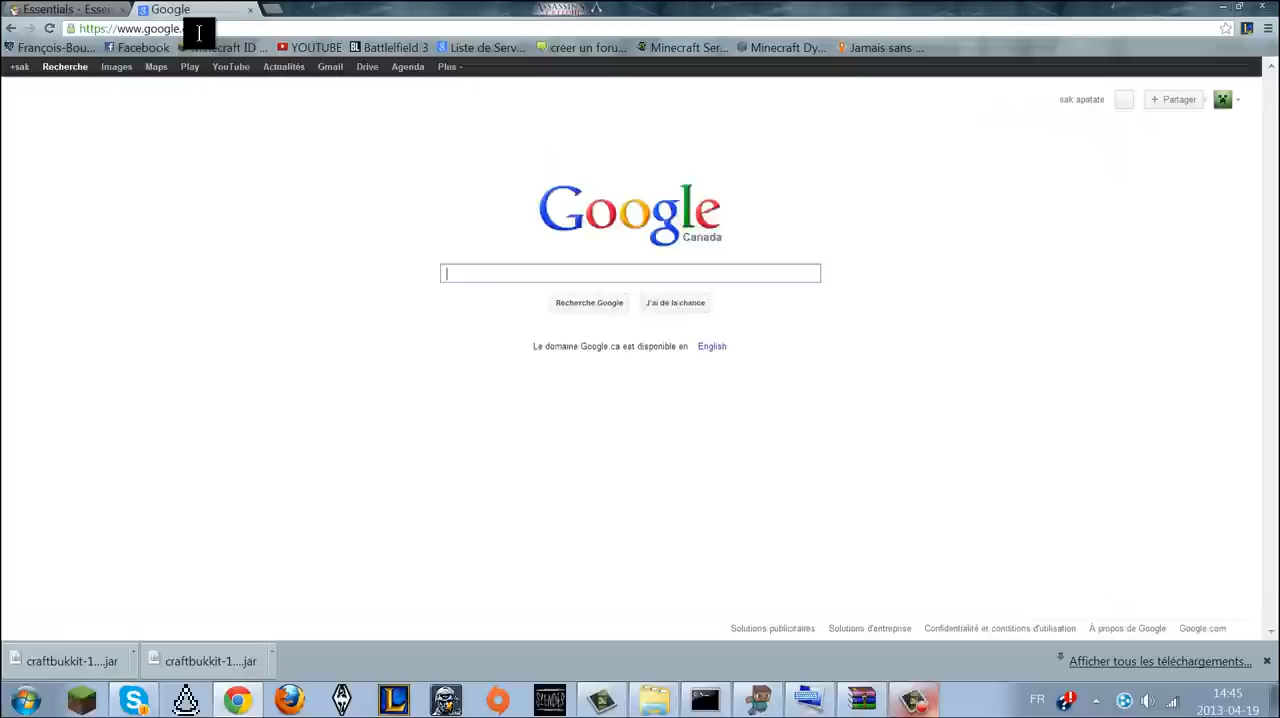 Essentials - Essen
Google
https://www.google.
François-Bou...
Facebook
Minecraft ID ...
YOUTUBE
BL Battlelfield 3
Liste de Serv...
créer un foru...
Minecraft Ser...
Minecraft Dy...
Jamais sans ...
+sak Recherche Images Maps Play YouTube Actualités Gmail Drive Agenda Plus
sak apatate
+ Partager
Google
Canada
Recherche Google
J'ai de la chance
Le domaine Google.ca est disponible en English
Solutions publicitaires
Solutions d'entreprise
Confidentialité et conditions d'utilisation
À propos de Google
Google.com
craftbukkit-1....jar
craftbukkit-1....jar
Afficher tous les téléchargements...
SLENDER
FR
14:45
2013-04-19